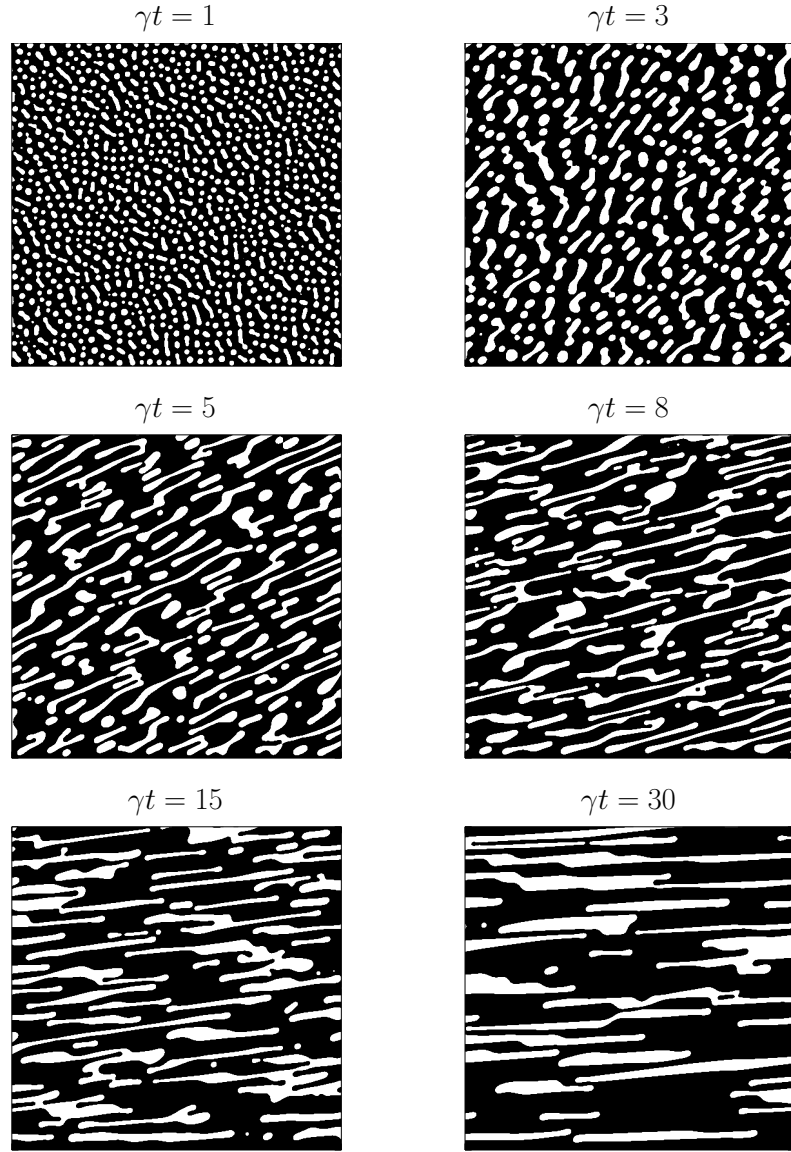 γt = 1
γt = 3
γt = 5
γt = 8
γt = 15
γt = 30